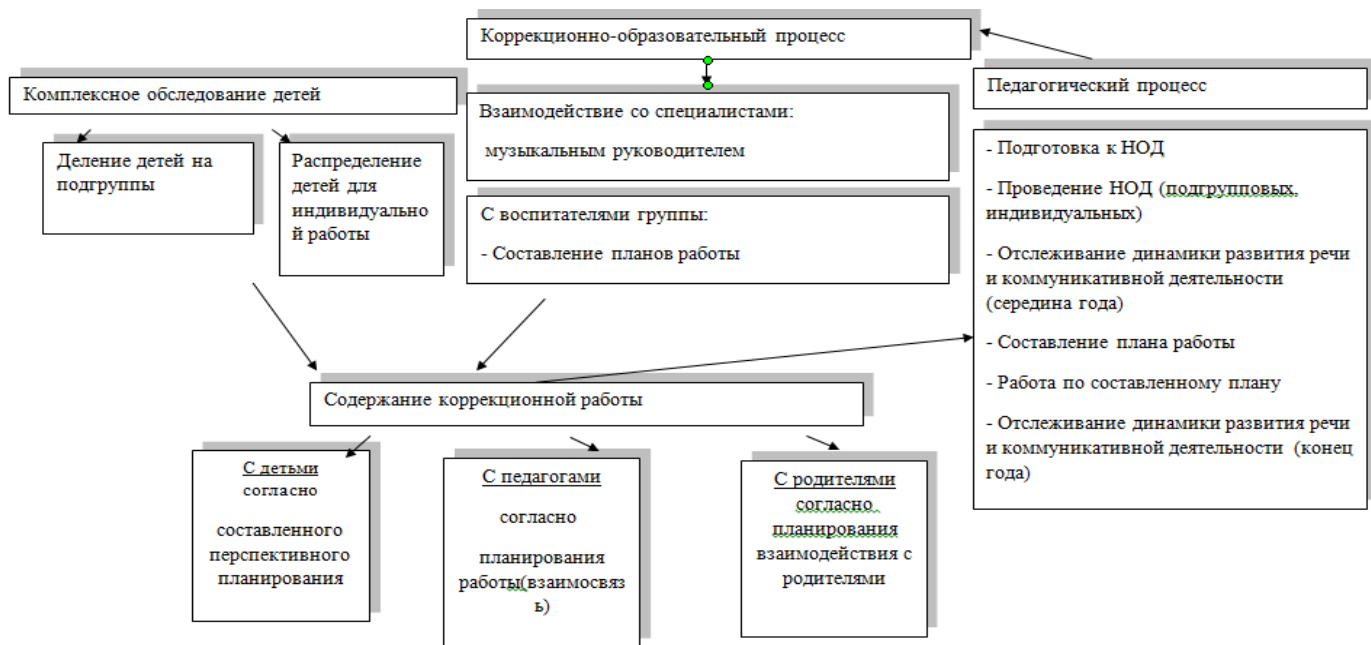 Коррекционно-образовательный процесс
Комплексное обследование детей
Педагогический процесс
Взаимодействие со специалистами:
музыкальным руководителем
Деление детей на
подгруппы
Распределение
детей для
индивидуально
й работы
С воспитателями группы:
- Составление планов работы
- Подготовка к НОД
- Проведение НОД (подгрупповых,
индивидуальных)
- Отслеживание динамики развития речи
и коммуникативной деятельности
(середина года)
- Составление плана работы
- Работа по составленному плану
- Отслеживание динамики развития речи
и коммуникативной деятельности (конец
года)
Содержание коррекционной работы
С детьми
согласно
составленного
перспективного
планирования
С педагогами
согласно
планирования
работы(взаимосвяз
ь)
С родителями
согласно
планирования
взаимодействия с
родителями